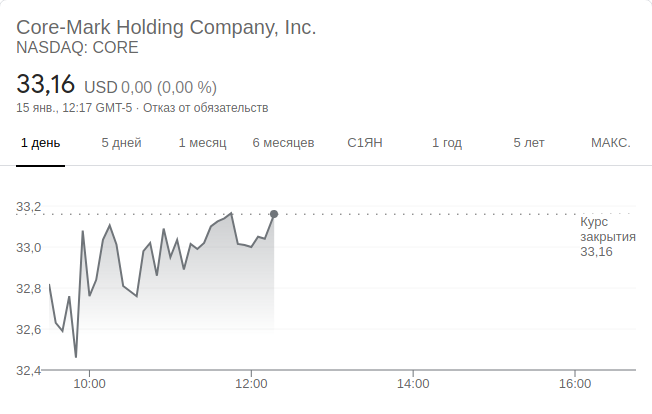 Core-Mark Holding Company, Inc.
NASDAQ: CORE
33,16 USD 0,00 (0,00 %)
15 янв., 12:17 GMT-5 · Отказ от обязательств
1 день 5 дней 1 месяц 6 месяцев С1ЯН 1 год 5 лет МАКС.
33,2
Курс
закрытия
33,16
33,0
32,8
32,6
32,4
10:00 12:00 14:00 16:00